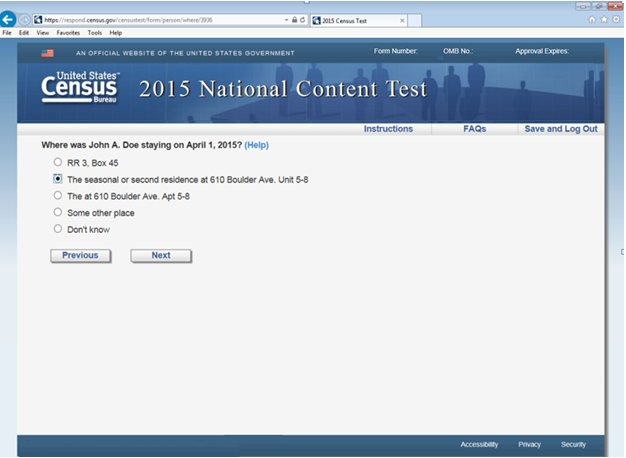 https://respond.census.gov/censustest/form/person/where/3936
2015 Census Test
File Edit View Favorites Tools Help
AN OFFICIAL WEBSITE OF THE UNITED STATES GOVERNMENT Form Number: OMB No.: Approval Expires:
United States™
Census
Bureau
2015 National Content Test
Instructions FAQs Save and Log Out
Where was John A. Doe staying on April 1, 2015? (Help)
RR 3, Box 45
The seasonal or second residence at 610 Boulder Ave. Unit 5-8
The at 610 Boulder Ave. Apt 5-8
Some other place
Don't know
Previous Next
Accessibility Privacy Security